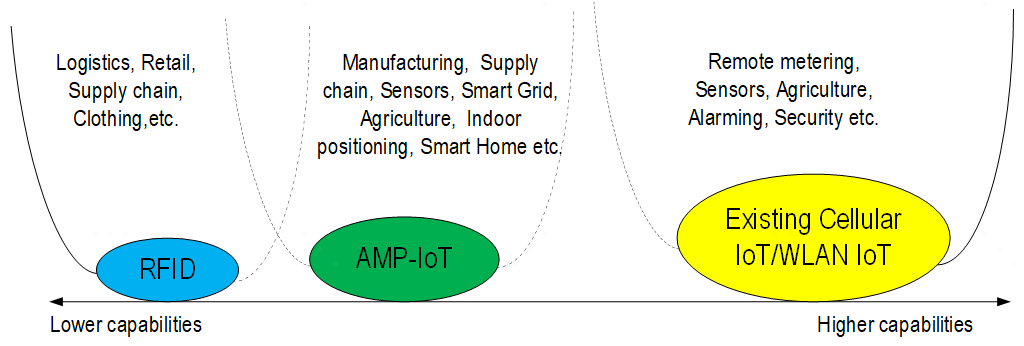 Logistics, Retail,
Supply chain,
Clothing,etc.
Manufacturing, Supply
chain, Sensors, Smart Grid,
Agriculture, Indoor
positioning, Smart Home etc.
Remote metering,
Sensors, Agriculture,
Alarming, Security etc.
RFID
AMP-IoT
Existing Cellular
IoT/WLAN IoT
Lower capabilities
Higher capabilities